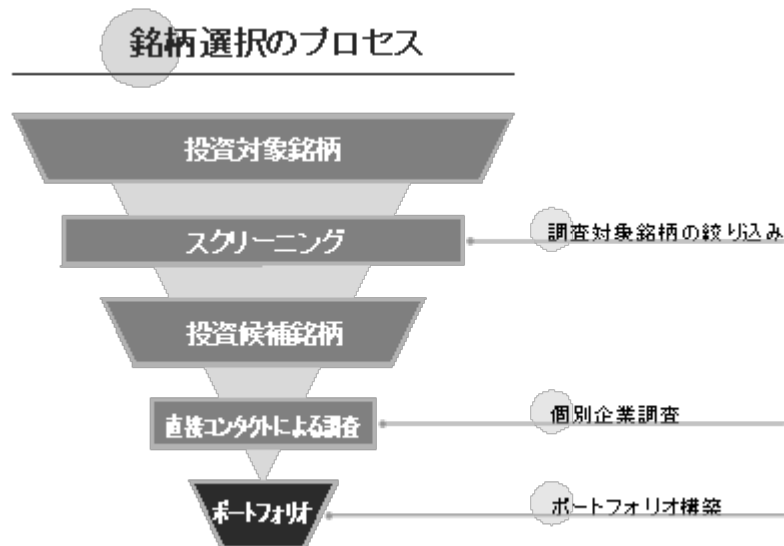 銘柄選択のプロセス
投資対象銘柄
スクリーニング
調査対象銘柄の絞り込み
投資候補銘柄
直接コンタクトによる調査
個別企業調査
ポートフォリオ
ポートフォリオ構築